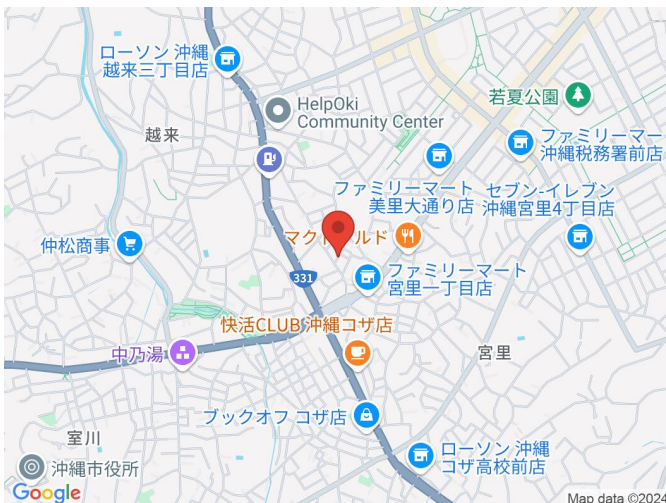 ローソン 沖縄
越来三丁目店
HelpOki
Community Center
若夏公園
越来
ファミリーマー
沖縄税務署前店
ファミリーマート
美里大通り店
セブン-イレブン
沖縄宮里4丁目店
仲松商事
マクド ルド
331
ファミリーマート
宮里一丁目店
快活CLUB 沖縄コザ店
中乃湯
宮里
ブックオフ コザ店
室川
ローソン 沖縄
コザ高校前店
沖縄市役所
Google
Map data ©2024